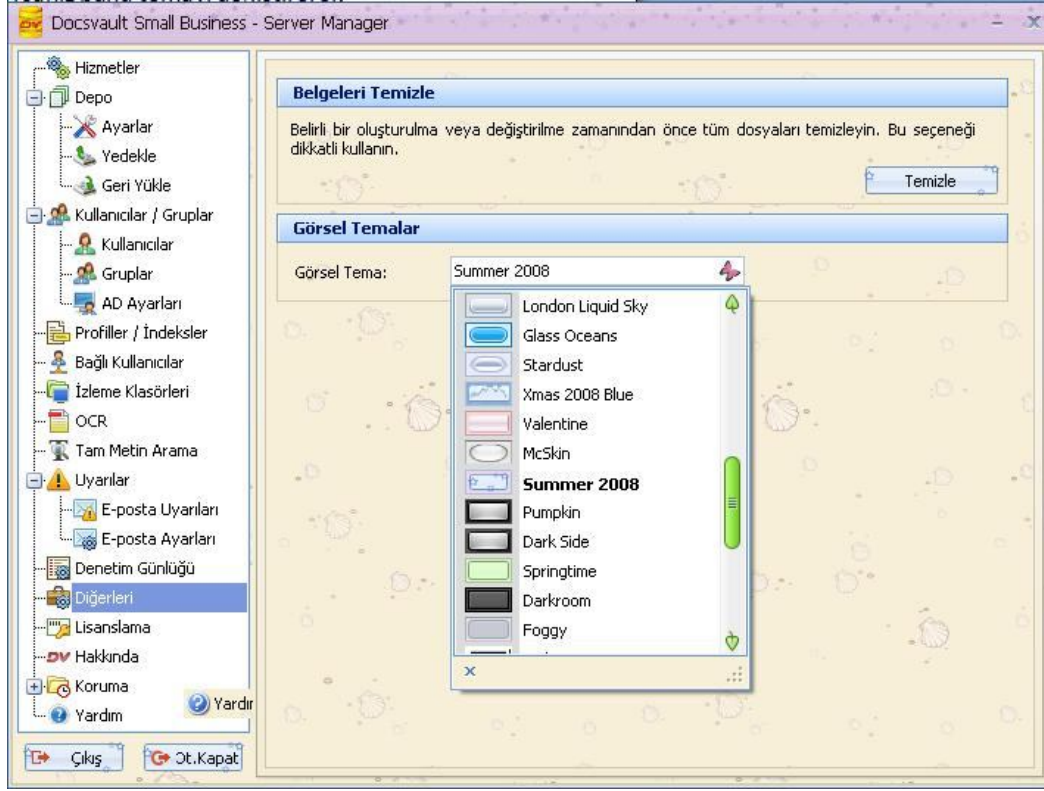 Docsvault Small Business - Server Manager
Hizmetler
Depo
Ayarlar
Yedekle
Geri Yükle
Kullanıcılar / Gruplar
Kullanıcılar
Gruplar
AD Ayarları
Profiller / İndeksler
Bağlı Kullanıcılar
İzleme Klasörleri
OCR
Tam Metin Arama
Uyarılar
E-posta Uyarıları
E-posta Ayarları
Denetim Günlüğü
Diğerleri
Lisanslama
DV Hakkında
Koruma
Yardım
Yardır
Çıkış
Ot.Kapat
Belgeleri Temizle
Belirli bir oluşturulma veya değiştirilme zamanından önce tüm dosyaları temizleyin. Bu seçeneği
dikkatli kullanın.
Temizle
Görsel Temalar
Görsel Tema:
Summer 2008
London Liquid Sky
Glass Oceans
Stardust
Xmas 2008 Blue
Valentine
McSkin
Summer 2008
Pumpkin
Dark Side
Springtime
Darkroom
Foggy